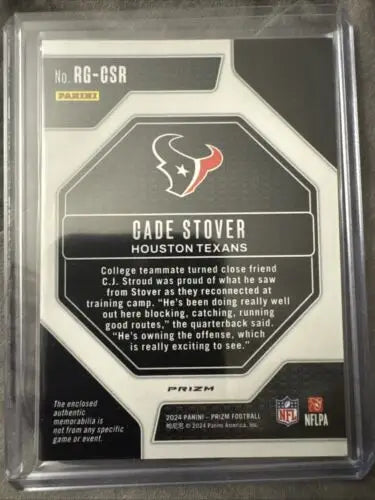 No. RG-CSR
PANINI
CADE STOVER
HOUSTON TEXANS
College teammate turned close friend
C.J. Stroud was proud of what he saw
from Stover as they reconnected at
training camp. “He's been doing really well
out here blocking, catching, running
good routes,” the quarterback said.
“He's owning the offense, which
is really exciting to see.”
PRIZM
The enclosed
authentic
memorabilia is
not from any specific
game or event.
2024 PANINI – PRIZM FOOTBALL
© 2024 Panini America, Inc.
NFL
NFLPA